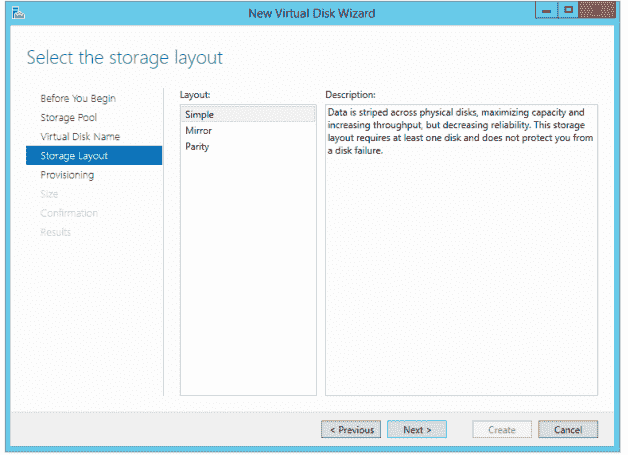 New Virtual Disk Wizard
Select the storage layout
Before You Begin
Storage Pool
Virtual Disk Name
Storage Layout
Provisioning
Size
Confirmation
Results
Layout:
Simple
Mirror
Parity
Description:
Data is striped across physical disks, maximizing capacity and
increasing throughput, but decreasing reliability. This storage
layout requires at least one disk and does not protect you from
a disk failure.
< Previous
Next >
Create
Cancel